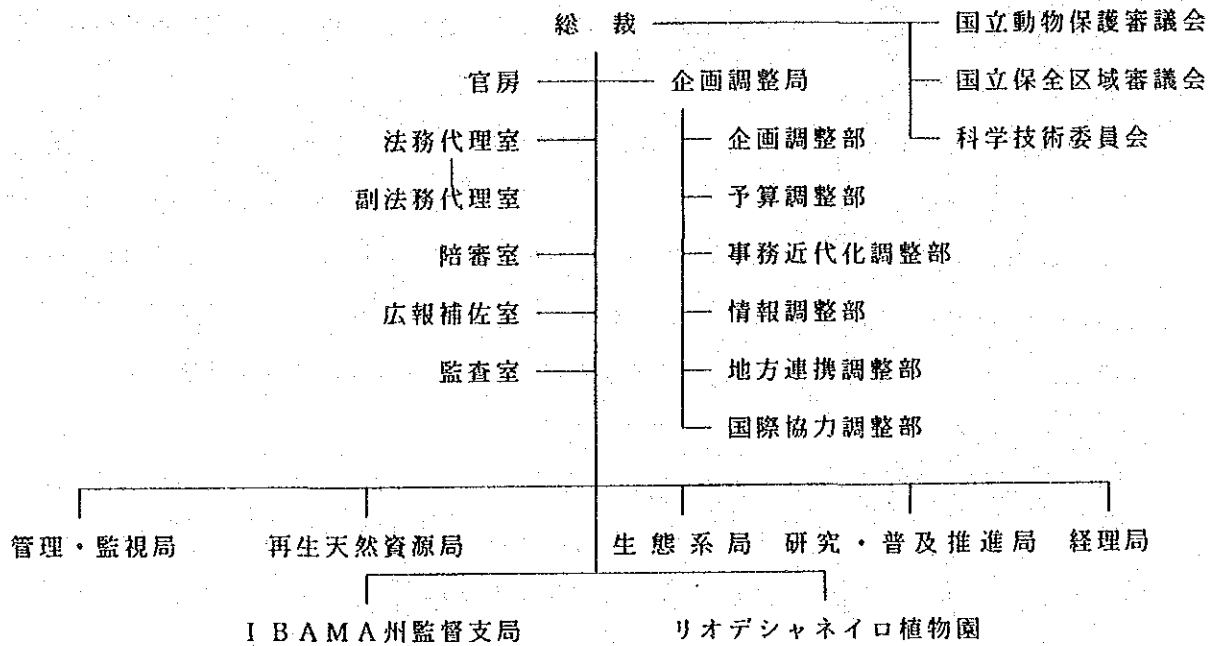 総 裁 国立動物保護審議会
官房 企画調整局 国立保全区域審議会
法務代理室 企画調整部 科学技術委員会
副法務代理室 予算調整部
陪審室 事務近代化調整部
広報補佐室 情報調整部
監査室 地方連携調整部
国際協力調整部
管理・監視局 再生天然資源局 生態系局 研究・普及推進局 経理局
IBAMA州監督支局 リオデシャネイロ植物園